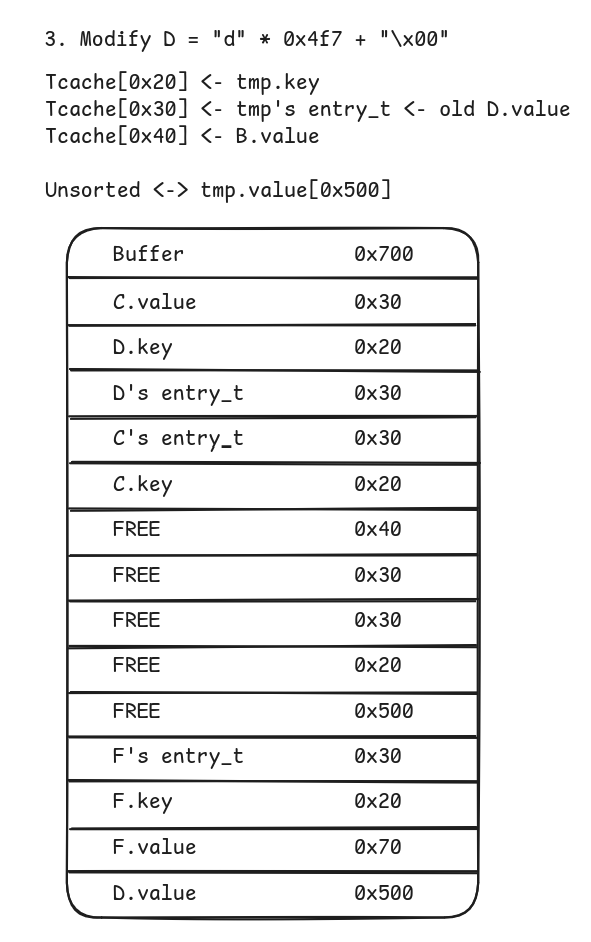 3. Modify D = "d" * 0x4f7 + "\x00"
Tcache[0x20] <- tmp.key
Tcache[0x30] <- tmp's entry_t <- old D.value
Tcache[0x40] <- B.value
Unsorted <-> tmp.value[0x500]
Buffer 0x700
C.value 0x30
D.key 0x20
D's entry_t 0x30
C's entry_t 0x30
C.key 0x20
FREE 0x40
FREE 0x30
FREE 0x30
FREE 0x20
FREE 0x500
F's entry_t 0x30
F.key 0x20
F.value 0x70
D.value 0x500